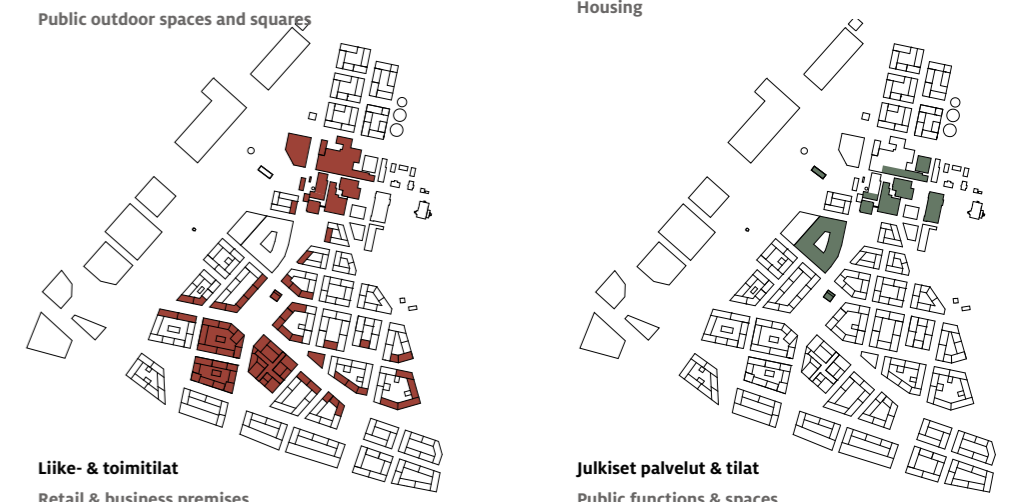 Public outdoor spaces and squares
Housing
Liike- & toimitilat
Retail & business premises
Julkiset palvelut & tilat
Public functions & spaces